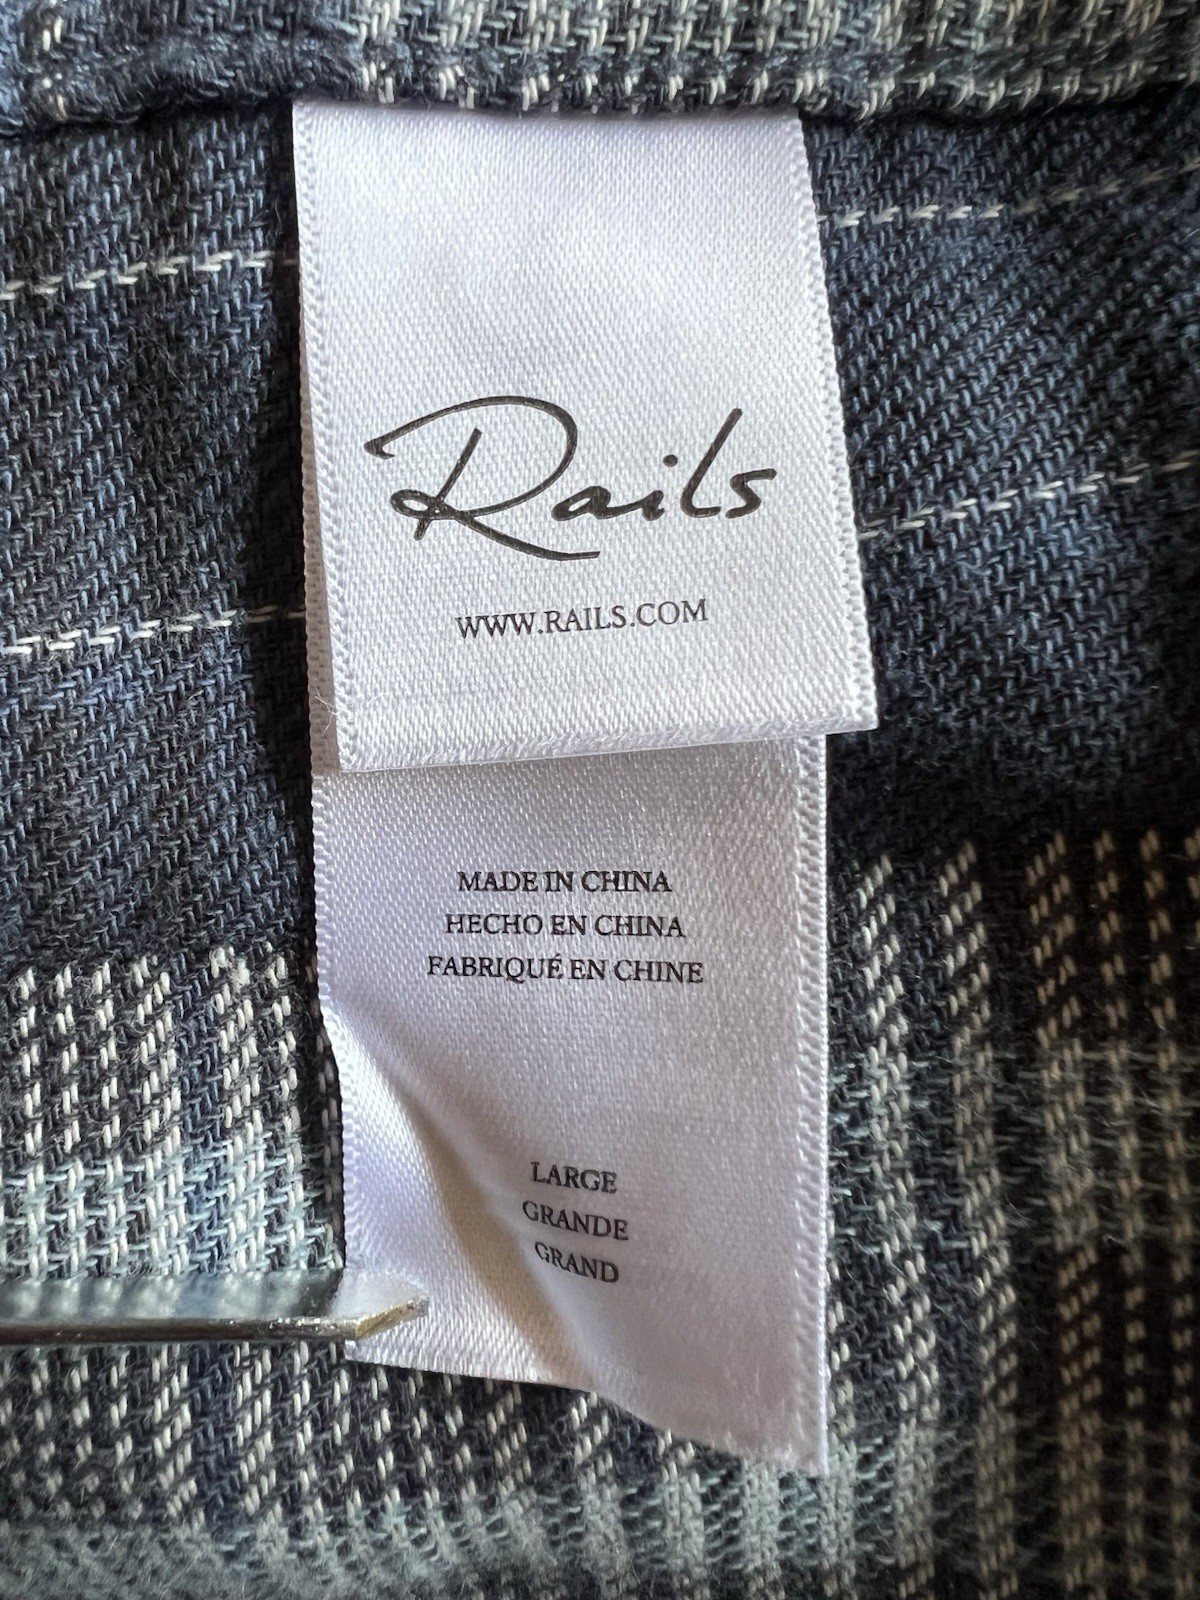 Rails
WWW.RAILS.COM
MADE IN CHINA
HECHO EN CHINA
FABRIQUÉ EN CHINE
LARGE
GRANDE
GRAND